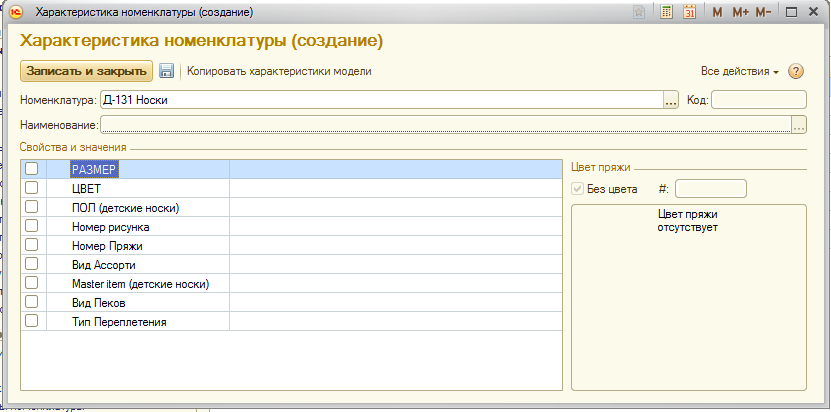 Характеристика номенклатуры (создание)
31 M M+ M-
Характеристика номенклатуры (создание)
Записать и закрыть Копировать характеристики модели Все действия ?
Номенклатура: Д-131 Носки ... Код:
Наименование: ...
Свойства и значения
РАЗМЕР
ЦВЕТ
ПОЛ (детские носки)
Номер рисунка
Номер Пряжи
Вид Ассорти
Master item (детские носки)
Вид Пеков
Тип Переплетения
Цвет пряжи
Без цвета #:
Цвет пряжи
отсутствует